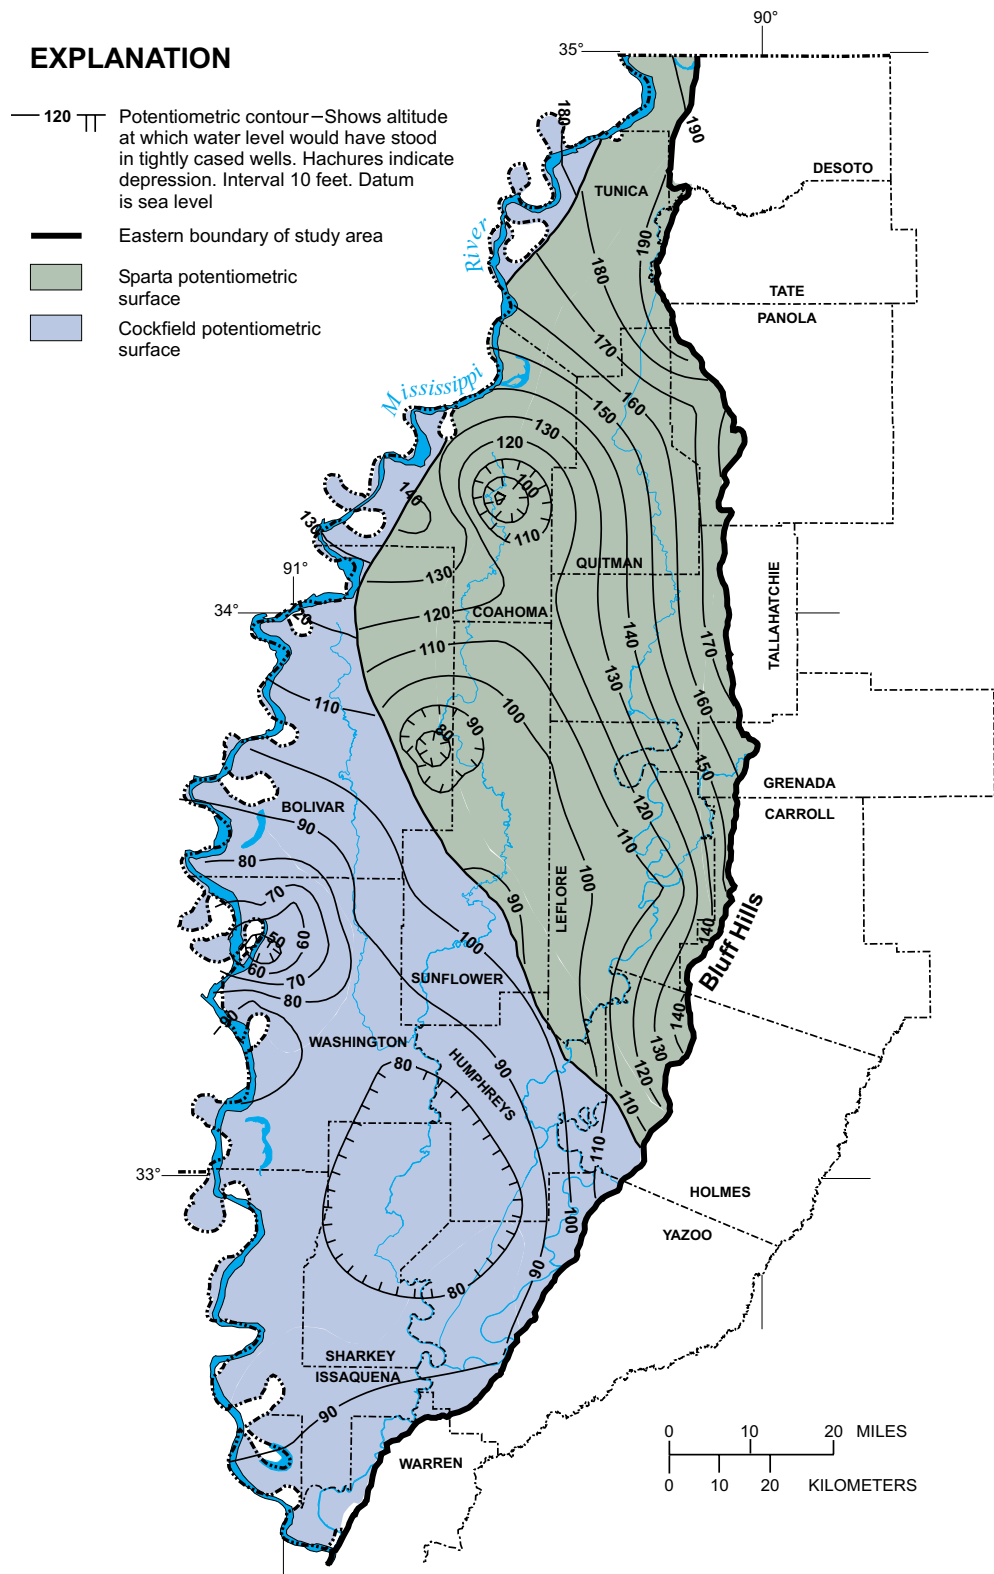 EXPLANATION
120
Potentiometric contour—Shows altitude
at which water level would have stood
in tightly cased wells. Hachures indicate
depression. Interval 10 feet. Datum
is sea level
Eastern boundary of study area
Sparta potentiometric
surface
Cockfield potentiometric
surface
90°
35°
180
190
DESOTO
TUNICA
River
190
180
TATE
PANOLA
170
Mississippi
160
150
130
120
100
140
110
130
QUITMAN
91°
130
TALLAHATCHIE
34°
120
120
COAHOMA
140
170
110
130
110
100
160
90
80
150
GRENADA
CARROLL
BOLIVAR
90
120
110
80
100
70
90
LEFLORE
60
50
140
Bluff Hills
100
60
70
SUNFLOWER
80
90
140
WASHINGTON
130
HUMPHREYS
90
80
120
110
110
33°
HOLMES
100
YAZOO
90
80
SHARKEY
ISSAQUENA
90
WARREN
0 10 20 MILES
0 10 20 KILOMETERS